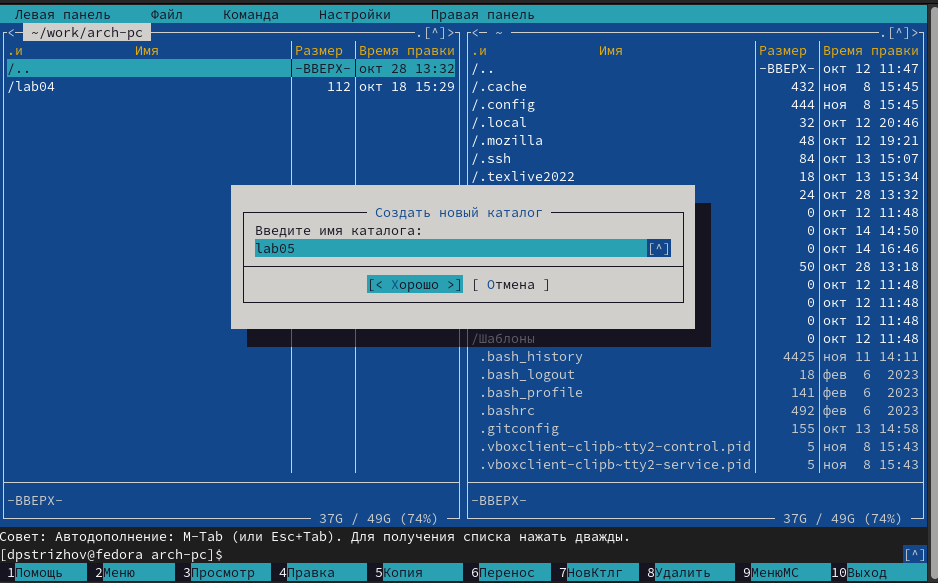 Левая панель Файл Команда Настройки Правая панель
<─ ~/work/arch-pc .[^]> <─ ~ .[^]>
.и Имя Размер Время правки .и Имя Размер Время правки
/.. -ВВЕРХ- окт 28 13:32 /.. -ВВЕРХ- окт 12 11:47
/lab04 112 окт 18 15:29 /.cache 432 ноя 8 15:45
/.config 444 ноя 8 15:45
/.local 32 окт 12 20:46
/.mozilla 48 окт 12 19:21
/.ssh 84 окт 13 15:07
/.texlive2022 18 окт 13 15:34
24 окт 28 13:32
Создать новый каталог 0 окт 12 11:48
Введите имя каталога: 0 окт 14 14:50
lab05 [^] 0 окт 14 16:46
50 окт 28 13:18
[< Хорошо >] [ Отмена ] 0 окт 12 11:48
0 окт 12 11:48
0 окт 12 11:48
/Шаблоны 0 окт 12 11:48
.bash_history 4425 ноя 11 14:11
.bash_logout 18 фев 6 2023
.bash_profile 141 фев 6 2023
.bashrc 492 фев 6 2023
.gitconfig 155 окт 13 14:58
.vboxclient-clipb~tty2-control.pid 5 ноя 8 15:43
.vboxclient-clipb~tty2-service.pid 5 ноя 8 15:43
-ВВЕРХ- -ВВЕРХ-
37G / 49G (74%) 37G / 49G (74%)
Совет: Автодополнение: M-Tab (или Esc+Tab). Для получения списка нажать дважды.
[dpstrizhov@fedora arch-pc]$ [^]
1Помощь 2Меню 3Просмотр 4Правка 5Копия 6Перенос 7НовКтлг 8Удалить 9МенюMC 10Выход